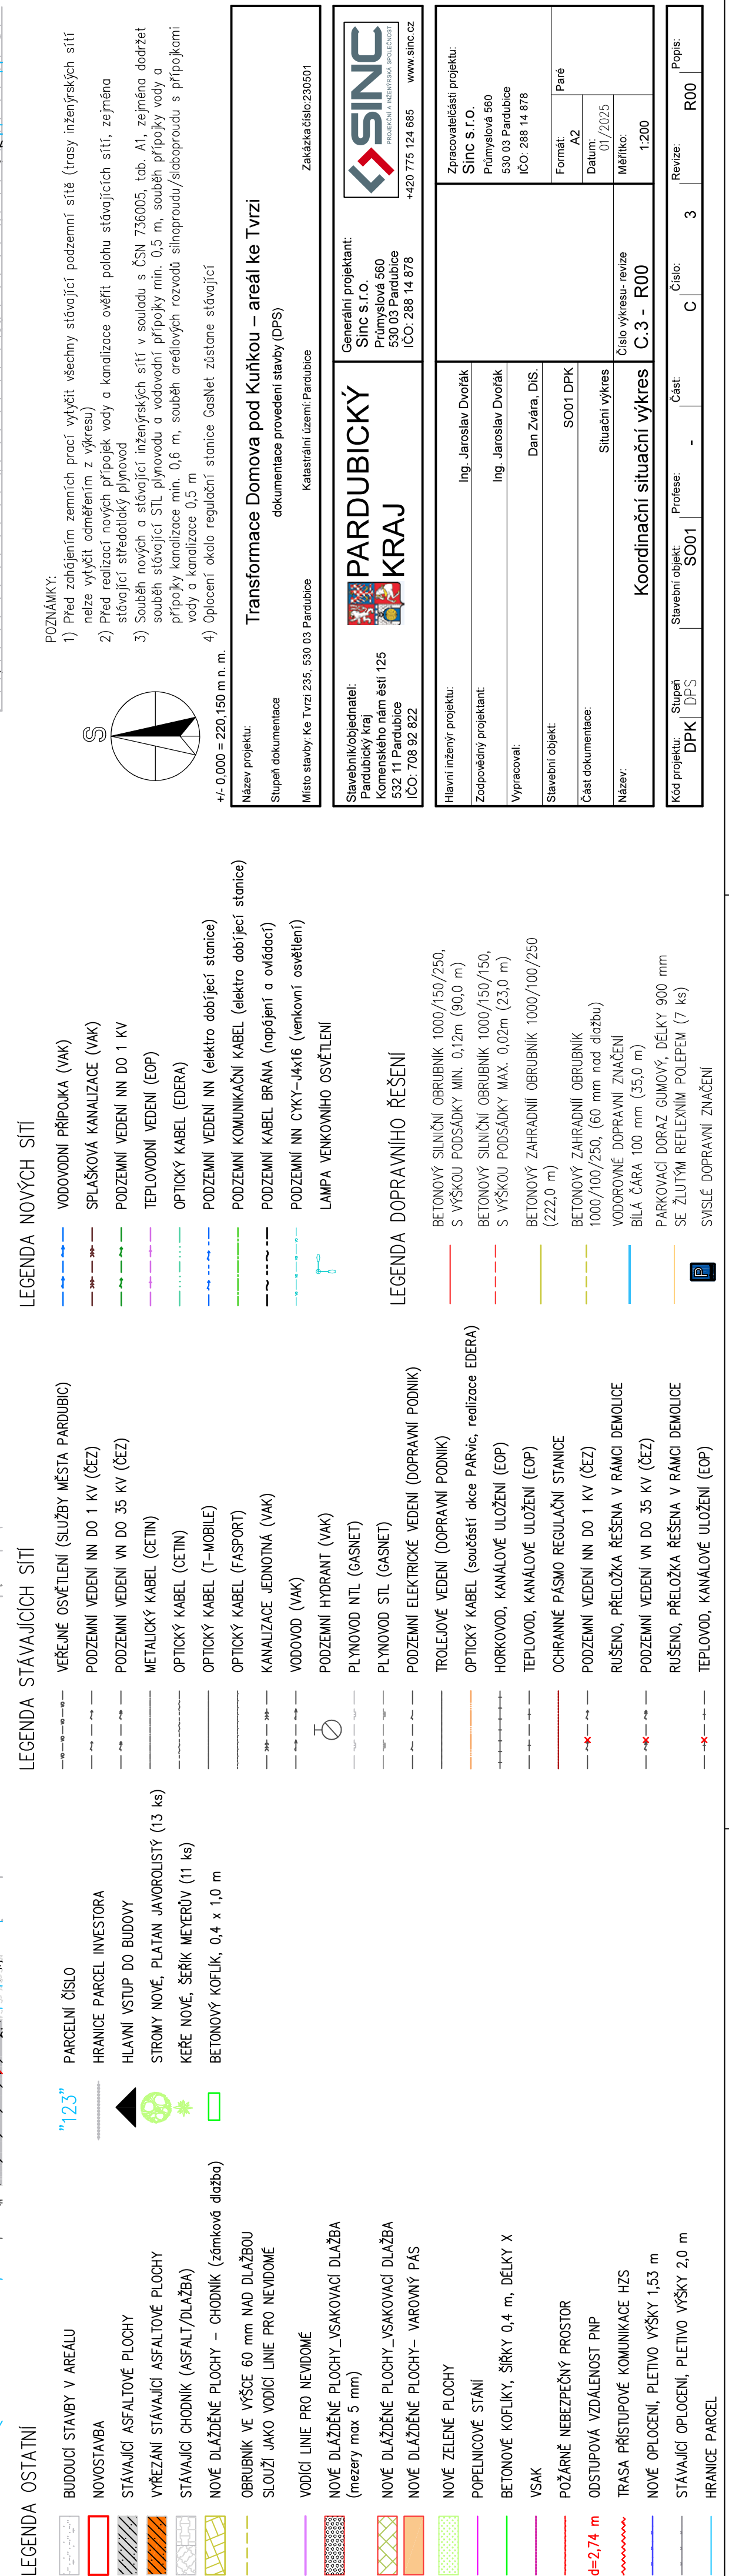 LEGENDA OSTATNÍ
BUDOUCÍ STAVBY V AREÁLU
NOVOSTAVBA
STÁVAJÍCÍ ASFALTOVÉ PLOCHY
VYŘEZÁNÍ STÁVAJÍCÍ ASFALTOVÉ PLOCHY
STÁVAJÍCÍ CHODNÍK (ASFALT/DLAŽBA)
NOVÉ DLÁŽDĚNÉ PLOCHY - CHODNÍK (zámková dlažba)
OBRUBNÍK VE VÝŠCE 60 mm NAD DLAŽBOU
SLOUŽÍ JAKO VODÍCÍ LINIE PRO NEVIDOMÉ
VODÍCÍ LINIE PRO NEVIDOMÉ
NOVÉ DLÁŽDĚNÉ PLOCHY_VSAKOVACÍ DLAŽBA
(mezery max 5 mm)
NOVÉ DLÁŽDĚNÉ PLOCHY_VSAKOVACÍ DLAŽBA
NOVÉ DLÁŽDĚNÉ PLOCHY- VAROVNÝ PÁS
NOVÉ ZELENÉ PLOCHY
POPELNICOVÉ STÁNÍ
BETONOVÉ KOFLÍKY, ŠÍŘKY 0,4 m, DÉLKY X
VSAK
POŽÁRNĚ NEBEZPEČNÝ PROSTOR
d=2,74 m ODSTUPOVÁ VZDÁLENOST PNP
TRASA PŘÍSTUPOVÉ KOMUNIKACE HZS
NOVÉ OPLOCENÍ, PLETIVO VÝŠKY 1,53 m
STÁVAJÍCÍ OPLOCENÍ, PLETIVO VÝŠKY 2,0 m
HRANICE PARCEL
"123" PARCELNÍ ČÍSLO
HRANICE PARCEL INVESTORA
HLAVNÍ VSTUP DO BUDOVY
STROMY NOVÉ, PLATAN JAVOROLISTÝ (13 ks)
KEŘE NOVÉ, ŠEŘÍK MEYERŮV (11 ks)
BETONOVÝ KOFLÍK, 0,4 x 1,0 m
LEGENDA STÁVAJÍCÍCH SÍTÍ
VEŘEJNÉ OSVĚTLENÍ (SLUŽBY MĚSTA PARDUBIC)
PODZEMNÍ VEDENÍ NN DO 1 KV (ČEZ)
PODZEMNÍ VEDENÍ VN DO 35 KV (ČEZ)
METALICKÝ KABEL (CETIN)
OPTICKÝ KABEL (CETIN)
OPTICKÝ KABEL (T-MOBILE)
OPTICKÝ KABEL (FASPORT)
KANALIZACE JEDNOTNÁ (VAK)
VODOVOD (VAK)
PODZEMNÍ HYDRANT (VAK)
PLYNOVOD NTL (GASNET)
PLYNOVOD STL (GASNET)
PODZEMNÍ ELEKTRICKÉ VEDENÍ (DOPRAVNÍ PODNIK)
TROLEJOVÉ VEDENÍ (DOPRAVNÍ PODNIK)
OPTICKÝ KABEL (součástí akce PARvic, realizace EDERA)
HORKOVOD, KANÁLOVÉ ULOŽENÍ (EOP)
TEPLOVOD, KANÁLOVÉ ULOŽENÍ (EOP)
OCHRANNÉ PÁSMO REGULAČNÍ STANICE
PODZEMNÍ VEDENÍ NN DO 1 KV (ČEZ)
RUŠENO, PŘELOŽKA ŘEŠENA V RÁMCI DEMOLICE
PODZEMNÍ VEDENÍ VN DO 35 KV (ČEZ)
RUŠENO, PŘELOŽKA ŘEŠENA V RÁMCI DEMOLICE
TEPLOVOD, KANÁLOVÉ ULOŽENÍ (EOP)
LEGENDA NOVÝCH SÍTÍ
VODOVODNÍ PŘÍPOJKA (VAK)
SPLAŠKOVÁ KANALIZACE (VAK)
PODZEMNÍ VEDENÍ NN DO 1 KV
TEPLOVODNÍ VEDENÍ (EOP)
OPTICKÝ KABEL (EDERA)
PODZEMNÍ VEDENÍ NN (elektro dobíjecí stanice)
PODZEMNÍ KOMUNIKAČNÍ KABEL (elektro dobíjecí stanice)
PODZEMNÍ KABEL BRÁNA (napájení a ovládací)
PODZEMNÍ NN CYKY-J4x16 (venkovní osvětlení)
LAMPA VENKOVNÍHO OSVĚTLENÍ
LEGENDA DOPRAVNÍHO ŘEŠENÍ
BETONOVÝ SILNIČNÍ OBRUBNÍK 1000/150/250,
S VÝŠKOU PODSÁDKY MIN. 0,12m (90,0 m)
BETONOVÝ SILNIČNÍ OBRUBNÍK 1000/150/150,
S VÝŠKOU PODSÁDKY MAX. 0,02m (23,0 m)
BETONOVÝ ZAHRADNÍ OBRUBNÍK 1000/100/250
(222,0 m)
BETONOVÝ ZAHRADNÍ OBRUBNÍK
1000/100/250, (60 mm nad dlažbu)
VODOROVNÉ DOPRAVNÍ ZNAČENÍ
BÍLÁ ČÁRA 100 mm (35,0 m)
PARKOVACÍ DORAZ GUMOVÝ, DÉLKY 900 mm
SE ŽLUTÝM REFLEXNÍM POLEPEM (7 ks)
P SVISLÉ DOPRAVNÍ ZNAČENÍ
POZNÁMKY:
1) Před zahájením zemních prací vytyčit všechny stávající podzemní sítě (trasy inženýrských sítí
nelze vytyčit odměřením z výkresu)
2) Před realizací nových přípojek vody a kanalizace ověřit polohu stávajících sítí, zejména
stávající středotlaký plynovod
3) Souběh nových a stávající inženýrských sítí v souladu s ČSN 736005, tab. A1, zejména dodržet
souběh stávající STL plynovodu a vodovodní přípojky min. 0,5 m, souběh přípojky vody a
přípojky kanalizace min. 0,6 m, souběh areálových rozvodů silnoproudu/slaboproudu s přípojkami
vody a kanalizace 0,5 m
4) Oplocení okolo regulační stanice GasNet zůstane stávající
S
+/- 0,000 = 220,150 m n. m.
Název projektu: Transformace Domova pod Kuňkou – areál ke Tvrzi
Stupeň dokumentace dokumentace provedení stavby (DPS)
Místo stavby: Ke Tvrzi 235, 530 03 Pardubice Katastrální území:Pardubice Zakázka číslo:230501
Stavebník/objednatel:
Pardubický kraj
Komenského nám ěstí 125
532 11 Pardubice
IČO: 708 92 822
PARDUBICKÝ
KRAJ
Generální projektant:
Sinc s.r.o.
Průmyslová 560
530 03 Pardubice
IČO: 288 14 878
SINC
PROJEKČNÍ A INŽENÝRSKÁ SPOLEČNOST
+420 775 124 685 www.sinc.cz
Hlavní inženýr projektu: Ing. Jaroslav Dvořák
Zodpovědný projektant: Ing. Jaroslav Dvořák
Vypracoval: Dan Zvára, DiS.
Stavební objekt: SO01 DPK
Část dokumentace: Situační výkres
Název: Koordinační situační výkres
Číslo výkresu- revize
C.3 - R00
Zpracovatelčásti projektu:
Sinc s.r.o.
Průmyslová 560
530 03 Pardubice
IČO: 288 14 878
Formát: A2
Paré
Datum: 01/2025
Měřítko: 1:200
Kód projektu: DPK
Stupeň DPS
Stavební objekt: SO01
Profese: -
Část: C
Číslo: 3
Revize: R00
Popis: